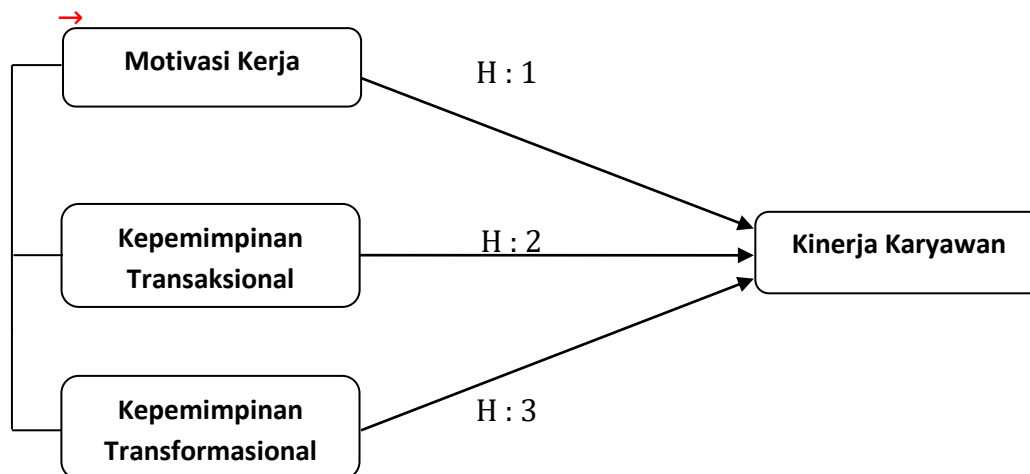 Motivasi Kerja
H : 1
Kepemimpinan
Transaksional
H : 2
Kinerja Karyawan
Kepemimpinan
Transformasional
H : 3